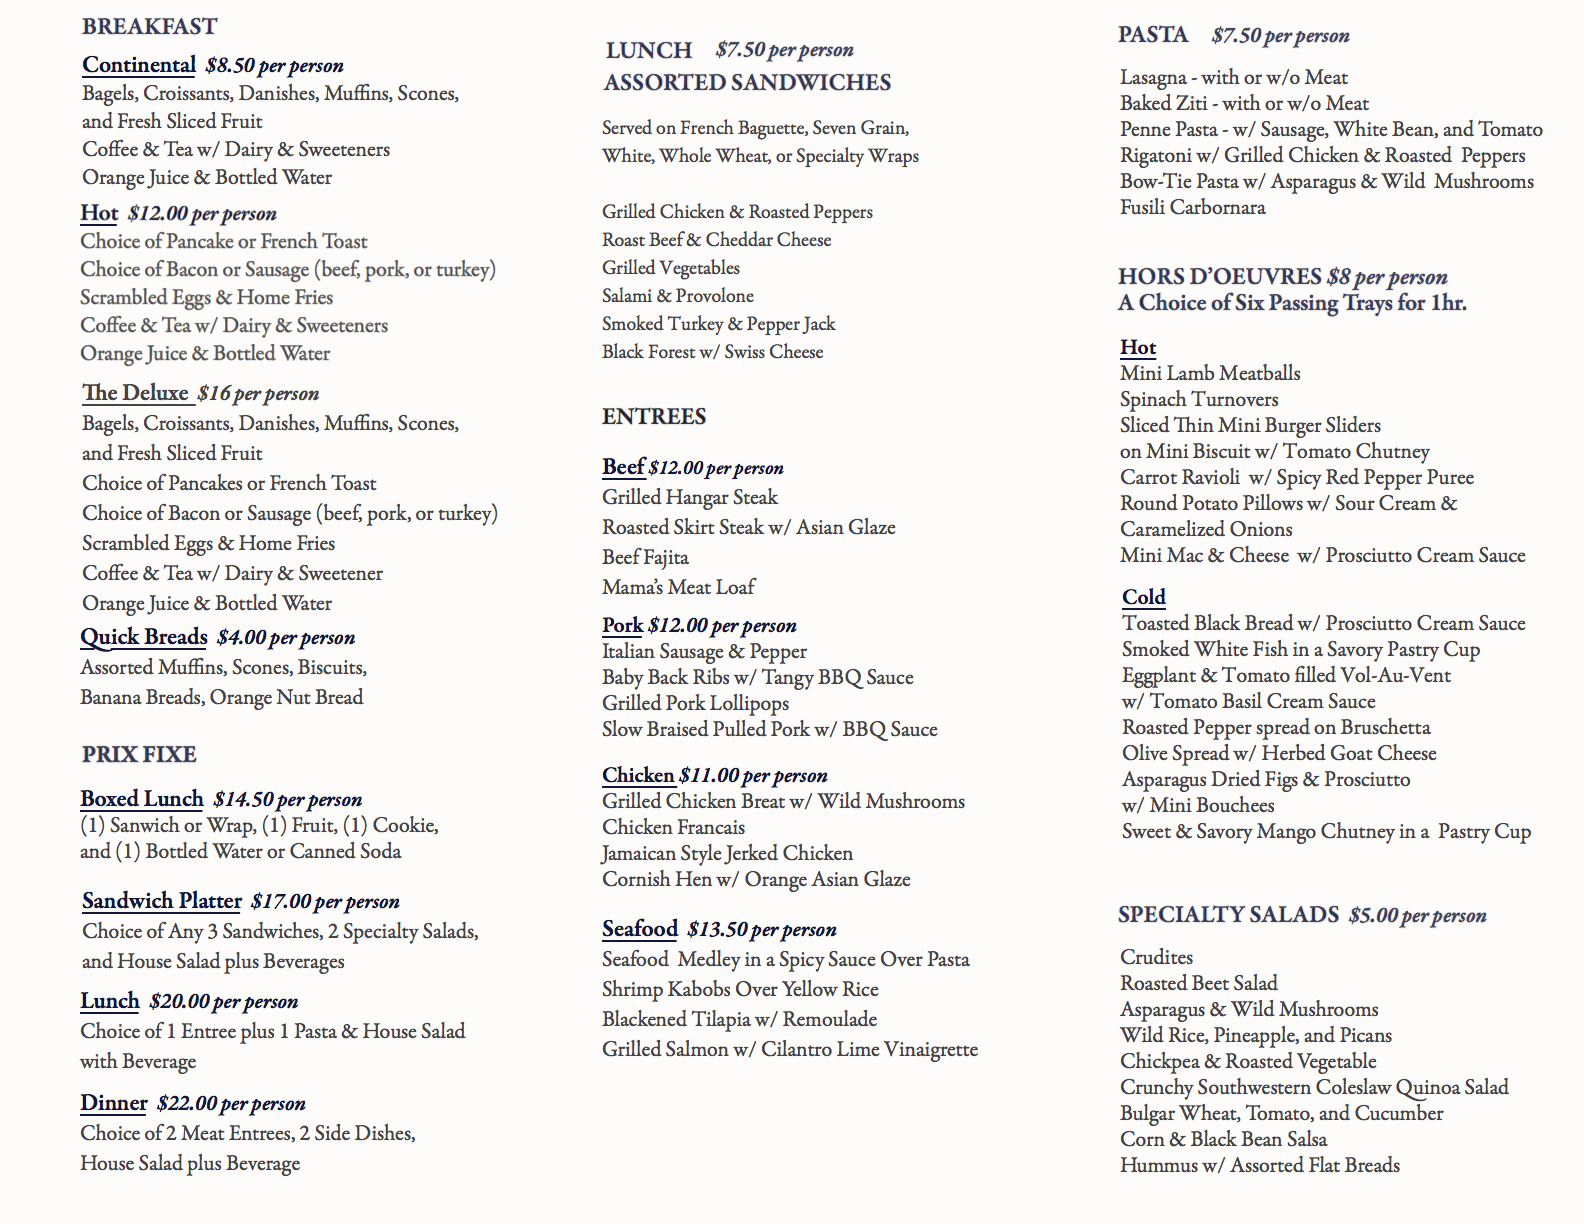 BREAKFAST
Continental $8.50 per person
Bagels, Croissants, Danishes, Muffins, Scones,
and Fresh Sliced Fruit
Coffee & Tea w/ Dairy & Sweeteners
Orange Juice & Bottled Water
Hot $12.00 per person
Choice of Pancake or French Toast
Choice of Bacon or Sausage (beef, pork, or turkey)
Scrambled Eggs & Home Fries
Coffee & Tea w/ Dairy & Sweeteners
Orange Juice & Bottled Water
The Deluxe $16 per person
Bagels, Croissants, Danishes, Muffins, Scones,
and Fresh Sliced Fruit
Choice of Pancakes or French Toast
Choice of Bacon or Sausage (beef, pork, or turkey)
Scrambled Eggs & Home Fries
Coffee & Tea w/ Dairy & Sweetener
Orange Juice & Bottled Water
Quick Breads $4.00 per person
Assorted Muffins, Scones, Biscuits,
Banana Breads, Orange Nut Bread
PRIX FIXE
Boxed Lunch $14.50 per person
(1) Sanwich or Wrap, (1) Fruit, (1) Cookie,
and (1) Bottled Water or Canned Soda
Sandwich Platter $17.00 per person
Choice of Any 3 Sandwiches, 2 Specialty Salads,
and House Salad plus Beverages
Lunch $20.00 per person
Choice of 1 Entree plus 1 Pasta & House Salad
with Beverage
Dinner $22.00 per person
Choice of 2 Meat Entrees, 2 Side Dishes,
House Salad plus Beverage
LUNCH $7.50 per person
ASSORTED SANDWICHES
Served on French Baguette, Seven Grain,
White, Whole Wheat, or Specialty Wraps
Grilled Chicken & Roasted Peppers
Roast Beef & Cheddar Cheese
Grilled Vegetables
Salami & Provolone
Smoked Turkey & Pepper Jack
Black Forest w/ Swiss Cheese
ENTREES
Beef $12.00 per person
Grilled Hangar Steak
Roasted Skirt Steak w/ Asian Glaze
Beef Fajita
Mama's Meat Loaf
Pork $12.00 per person
Italian Sausage & Pepper
Baby Back Ribs w/ Tangy BBQ Sauce
Grilled Pork Lollipops
Slow Braised Pulled Pork w/ BBQ Sauce
Chicken $11.00 per person
Grilled Chicken Breat w/ Wild Mushrooms
Chicken Francais
Jamaican Style Jerked Chicken
Cornish Hen w/ Orange Asian Glaze
Seafood $13.50 per person
Seafood Medley in a Spicy Sauce Over Pasta
Shrimp Kabobs Over Yellow Rice
Blackened Tilapia w/ Remoulade
Grilled Salmon w/ Cilantro Lime Vinaigrette
PASTA $7.50 per person
Lasagna - with or w/o Meat
Baked Ziti - with or w/o Meat
Penne Pasta - w/ Sausage, White Bean, and Tomato
Rigatoni w/ Grilled Chicken & Roasted Peppers
Bow-Tie Pasta w/ Asparagus & Wild Mushrooms
Fusili Carbornara
HORS D'OEUVRES $8 per person
A Choice of Six Passing Trays for 1hr.
Hot
Mini Lamb Meatballs
Spinach Turnovers
Sliced Thin Mini Burger Sliders
on Mini Biscuit w/ Tomato Chutney
Carrot Ravioli w/ Spicy Red Pepper Puree
Round Potato Pillows w/ Sour Cream &
Caramelized Onions
Mini Mac & Cheese w/ Prosciutto Cream Sauce
Cold
Toasted Black Bread w/ Prosciutto Cream Sauce
Smoked White Fish in a Savory Pastry Cup
Eggplant & Tomato filled Vol-Au-Vent
w/ Tomato Basil Cream Sauce
Roasted Pepper spread on Bruschetta
Olive Spread w/ Herbed Goat Cheese
Asparagus Dried Figs & Prosciutto
w/ Mini Bouchees
Sweet & Savory Mango Chutney in a Pastry Cup
SPECIALTY SALADS $5.00 per person
Crudites
Roasted Beet Salad
Asparagus & Wild Mushrooms
Wild Rice, Pineapple, and Picans
Chickpea & Roasted Vegetable
Crunchy Southwestern Coleslaw Quinoa Salad
Bulgar Wheat, Tomato, and Cucumber
Corn & Black Bean Salsa
Hummus w/ Assorted Flat Breads